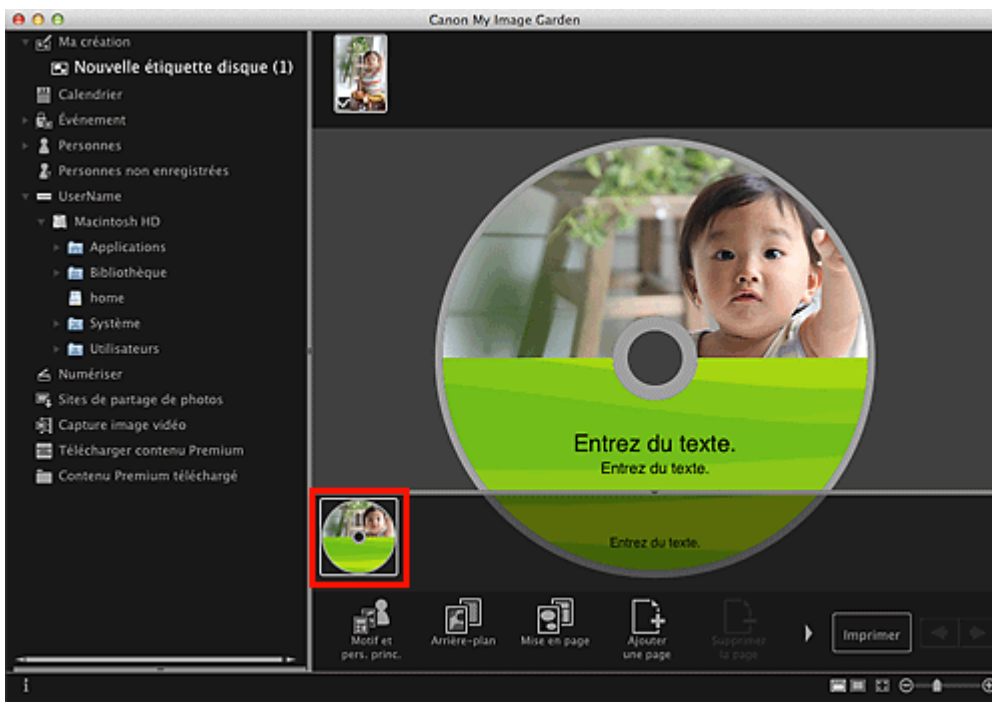 Canon My Image Garden
Ma création
Nouvelle étiquette disque (1)
Calendrier
Événement
Personnes
Personnes non enregistrées
UserName
Macintosh HD
Applications
Bibliothèque
home
Système
Utilisateurs
Numériser
Sites de partage de photos
Capture image vidéo
Télécharger contenu Premium
Contenu Premium téléchargé
Entrez du texte.
Entrez du texte.
Entrez du texte.
Motif et
pers. princ.
Arrière-plan
Mise en page
Ajouter
une page
Supprimer
la page
Imprimer